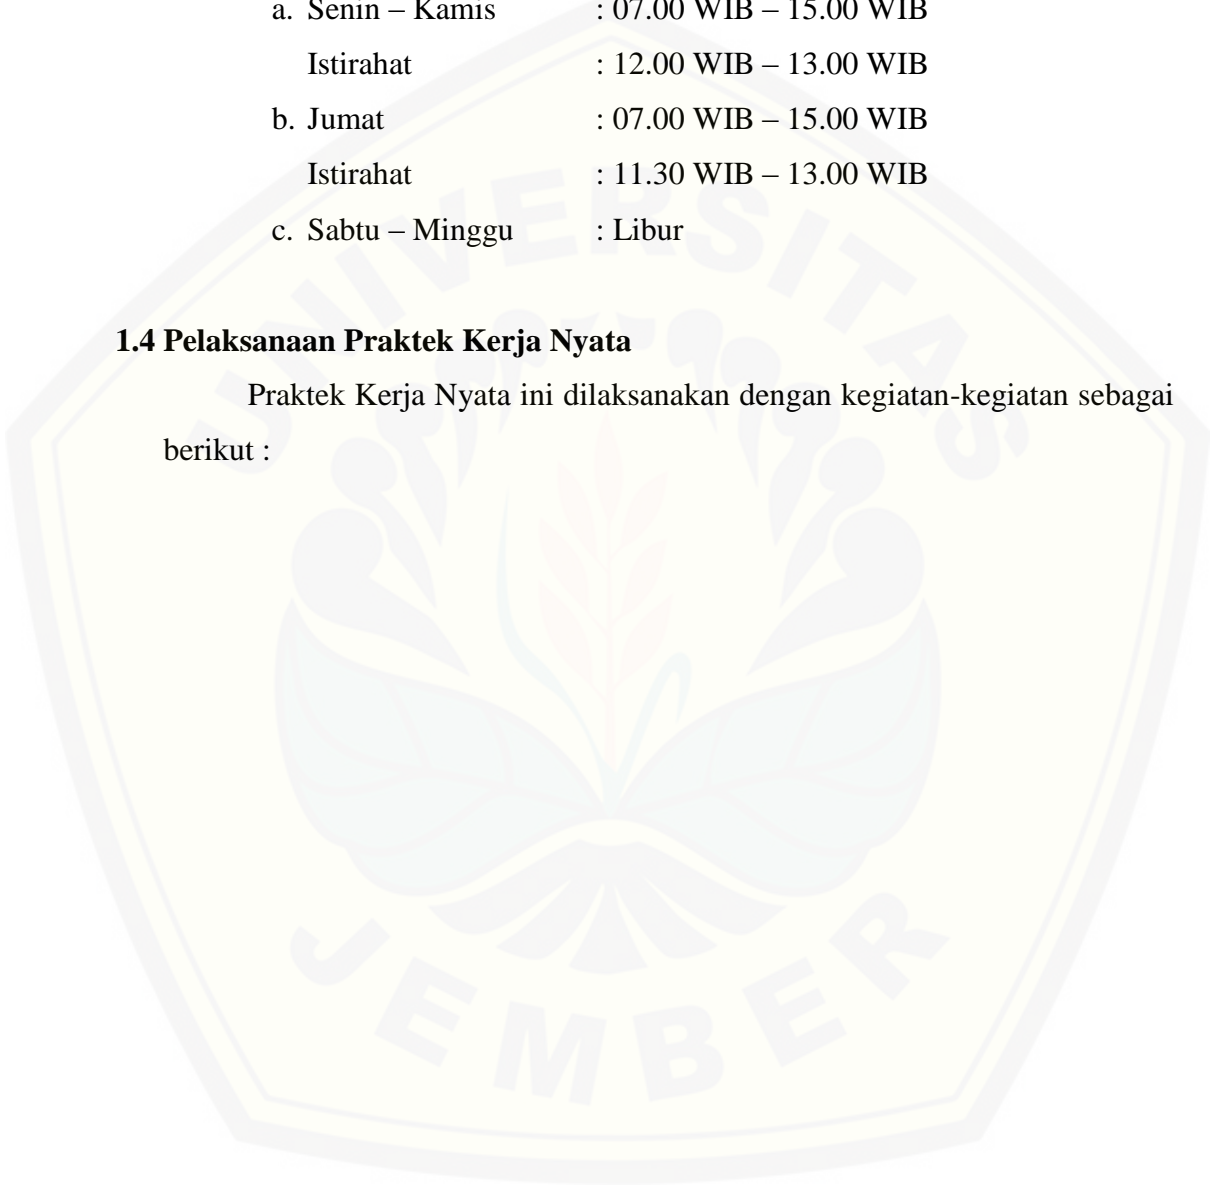 a. Senin – Kamis : 07.00 WIB – 15.00 WIB
Istirahat : 12.00 WIB – 13.00 WIB
b. Jumat : 07.00 WIB – 15.00 WIB
Istirahat : 11.30 WIB – 13.00 WIB
c. Sabtu – Minggu : Libur
1.4 Pelaksanaan Praktek Kerja Nyata
Praktek Kerja Nyata ini dilaksanakan dengan kegiatan-kegiatan sebagai
berikut :
UNIVERSITAS
JEMBER